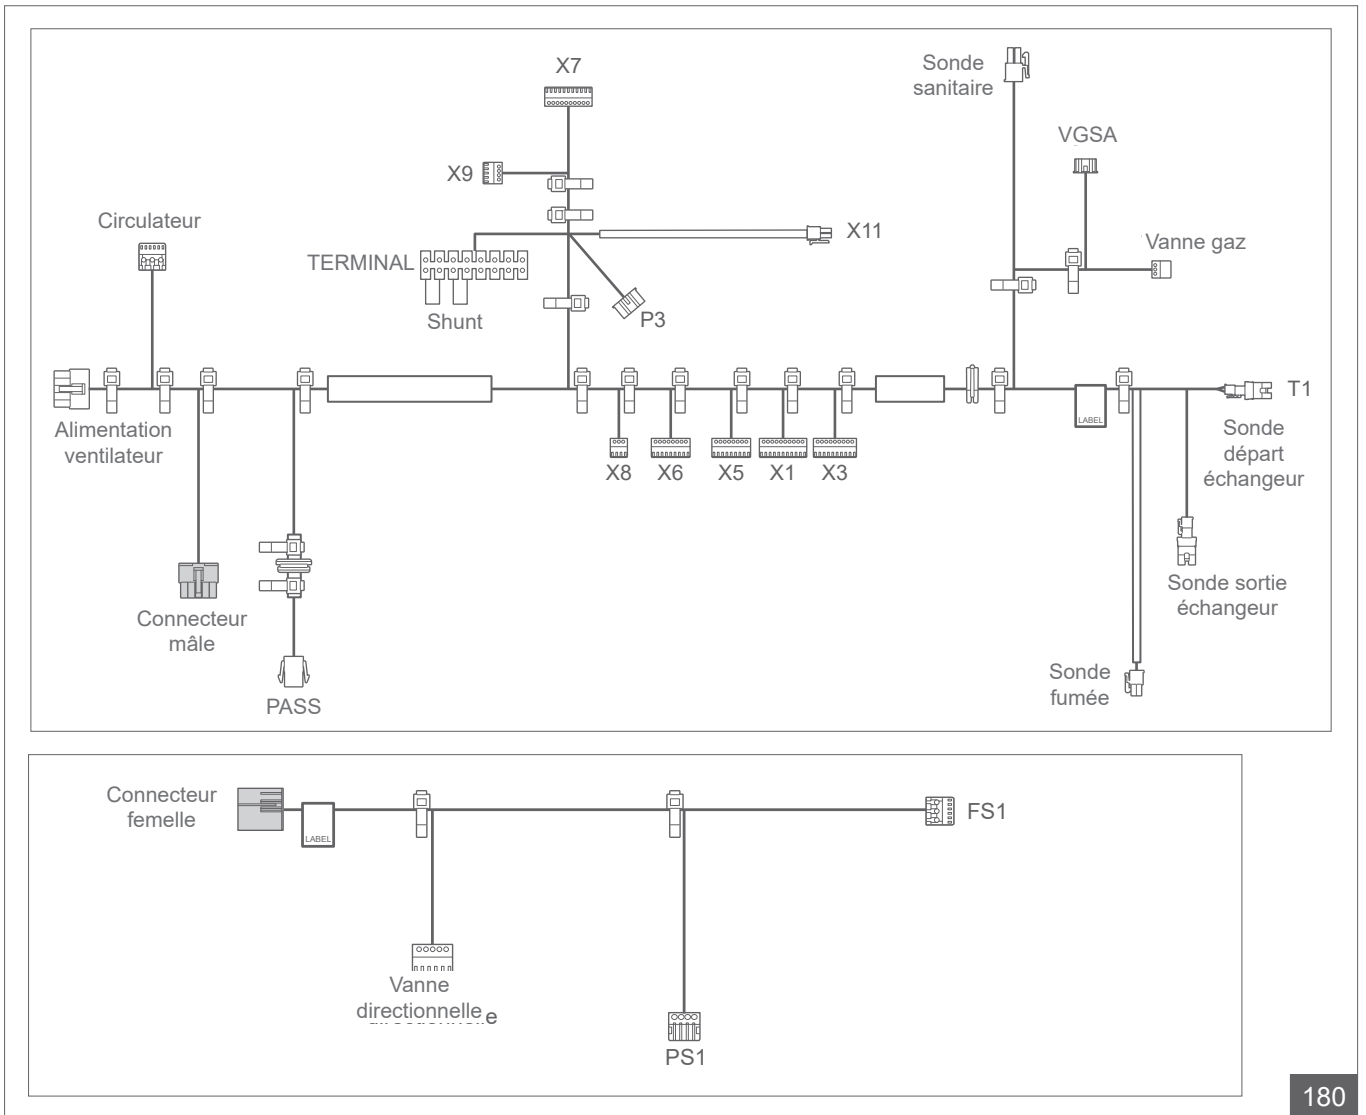 X7
Sonde
sanitaire
VGSA
X9
Circulateur
X11
Vanne gaz
TERMINAL
Shunt
P3
T1
Alimentation
ventilateur
LABEL
Sonde
départ
échangeur
X8
X6
X5
X1
X3
Sonde sortie
échangeur
Connecteur
mâle
Sonde
fumée
PASS
Connecteur
femelle
LABEL
FS1
Vanne
directionnelle
PS1
180